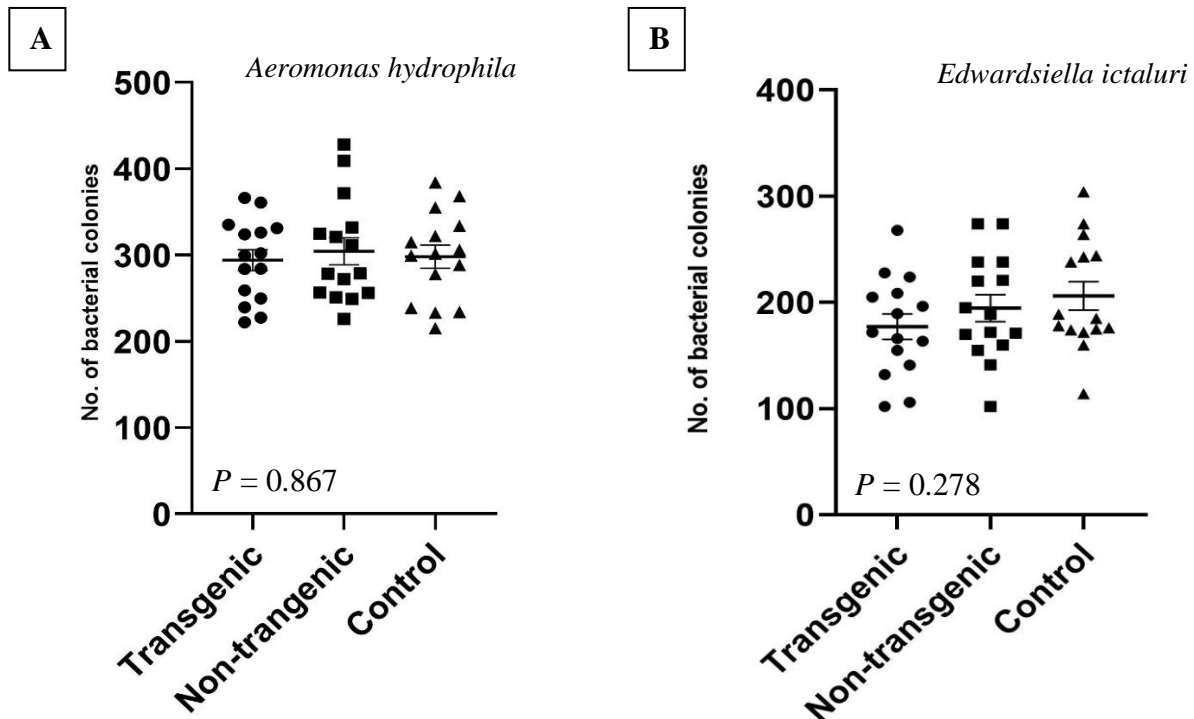 A
Aeromonas hydrophila
No. of bacterial colonies
500
400
300
200
100
0
P = 0.867
Transgenic
Non-trangenic
Control
B
Edwardsiella ictaluri
No. of bacterial colonies
400
300
200
100
0
P = 0.278
Transgenic
Non-transgenic
Control